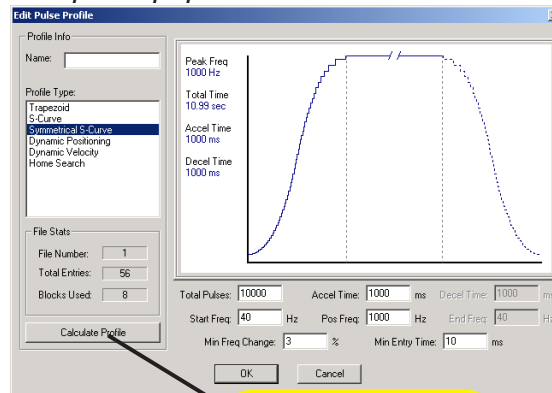 Edit Pulse Profile
Profile Info
Name:
Profile Type:
Trapezoid
S-Curve
Symmetrical S-Curve
Dynamic Positioning
Dynamic Velocity
Home Search
File Stats
File Number: 1
Total Entries: 56
Blocks Used: 8
Calculate Profile
Peak Freq
1000 Hz
Total Time
10.99 sec
Accel Time
1000 ms
Decel Time
1000 ms
Total Pulses: 10000 Accel Time: 1000 ms Decel Time: 1000 ms
Start Freq: 40 Hz Pos Freq: 1000 Hz End Freq: 40 Hz
Min Freq Change: 3 % Min Entry Time: 10 ms
OK Cancel